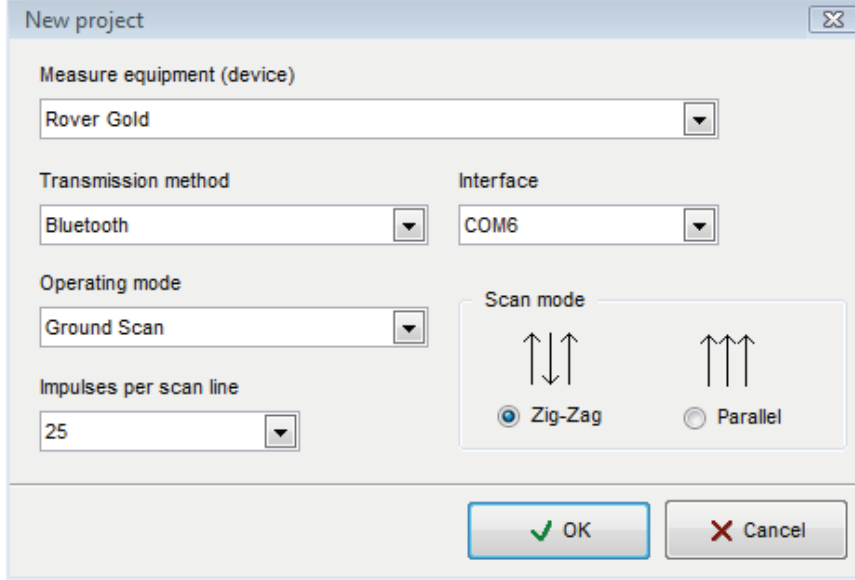 New project
Measure equipment (device)
Rover Gold
Transmission method
Interface
Bluetooth
COM6
Operating mode
Ground Scan
Scan mode
Impulses per scan line
25
Zig-Zag
Parallel
OK
Cancel